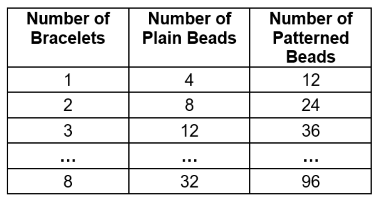 Number of Bracelets | Number of Plain Beads | Number of Patterned Beads
1 | 4 | 12
2 | 8 | 24
3 | 12 | 36
... | ... | ...
8 | 32 | 96